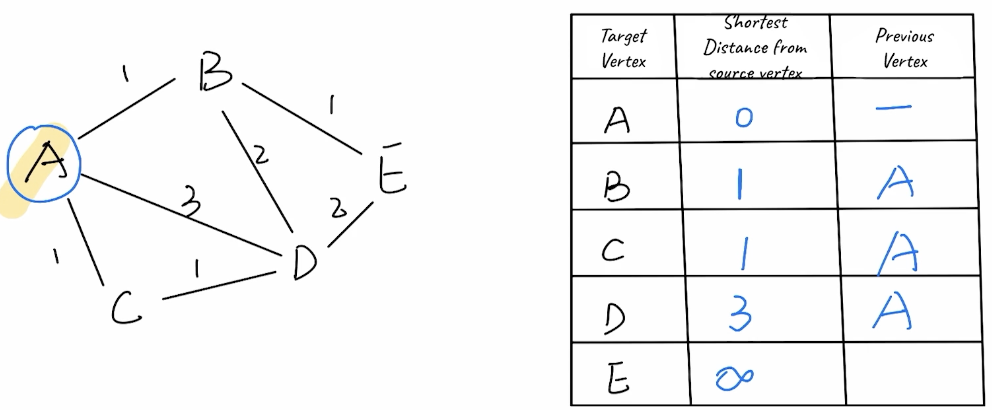 1
B
1
A
2
E
3
2
1
1
D
C
Target Vertex
Shortest Distance from source vertex
Previous Vertex
A 0 —
B 1 A
C 1 A
D 3 A
E ∞